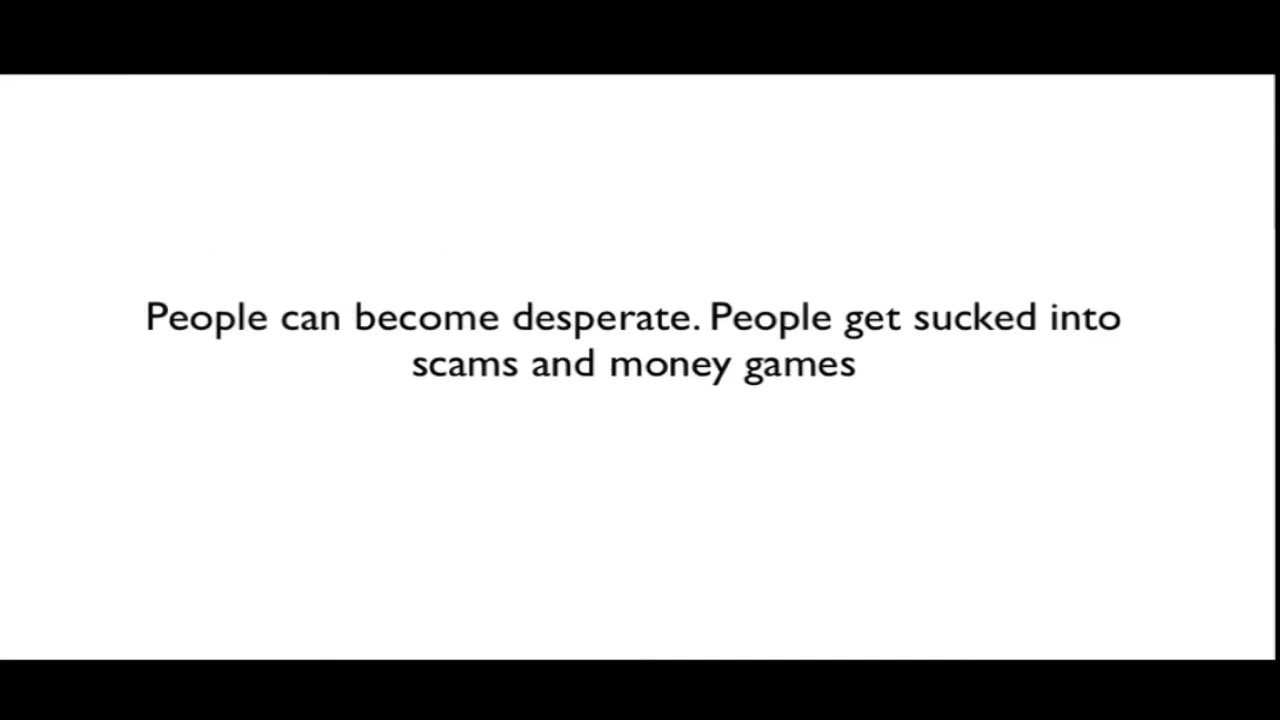 People can become desperate. People get sucked into
scams and money games